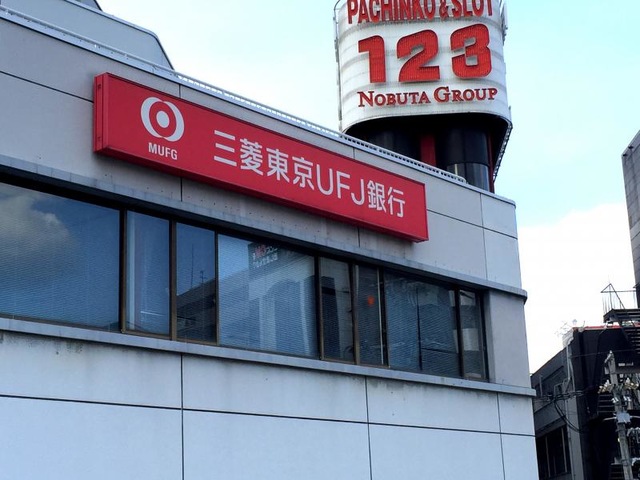 PACHINKO & SLOT
123
NOBUTA GROUP
MUFG
三菱東京UFJ銀行